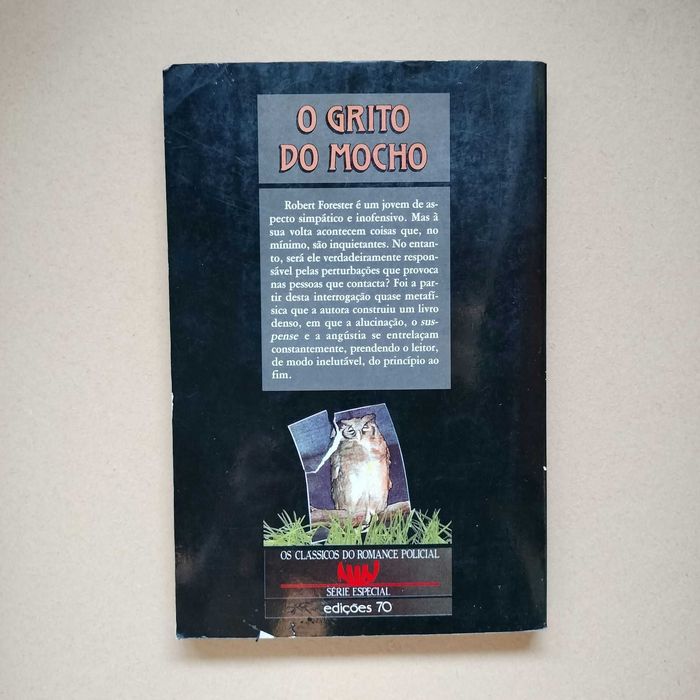 O GRITO
DO MOCHO
Robert Forester é um jovem de as-
pecto simpático e inofensivo. Mas à
sua volta acontecem coisas que, no
mínimo, são inquietantes. No entan-
to, será ele verdadeiramente respon-
sável pelas perturbações que provoca
nas pessoas que contacta? Foi a par-
tir desta interrogação quase metafí-
sica que a autora construiu um livro
denso, em que a alucinação, o sus-
pense e a angústia se entrelaçam
constantemente, prendendo o leitor,
de modo inelutável, do princípio ao
fim.
OS CLÁSSICOS DO ROMANCE POLICIAL
SÉRIE ESPECIAL
edições 70